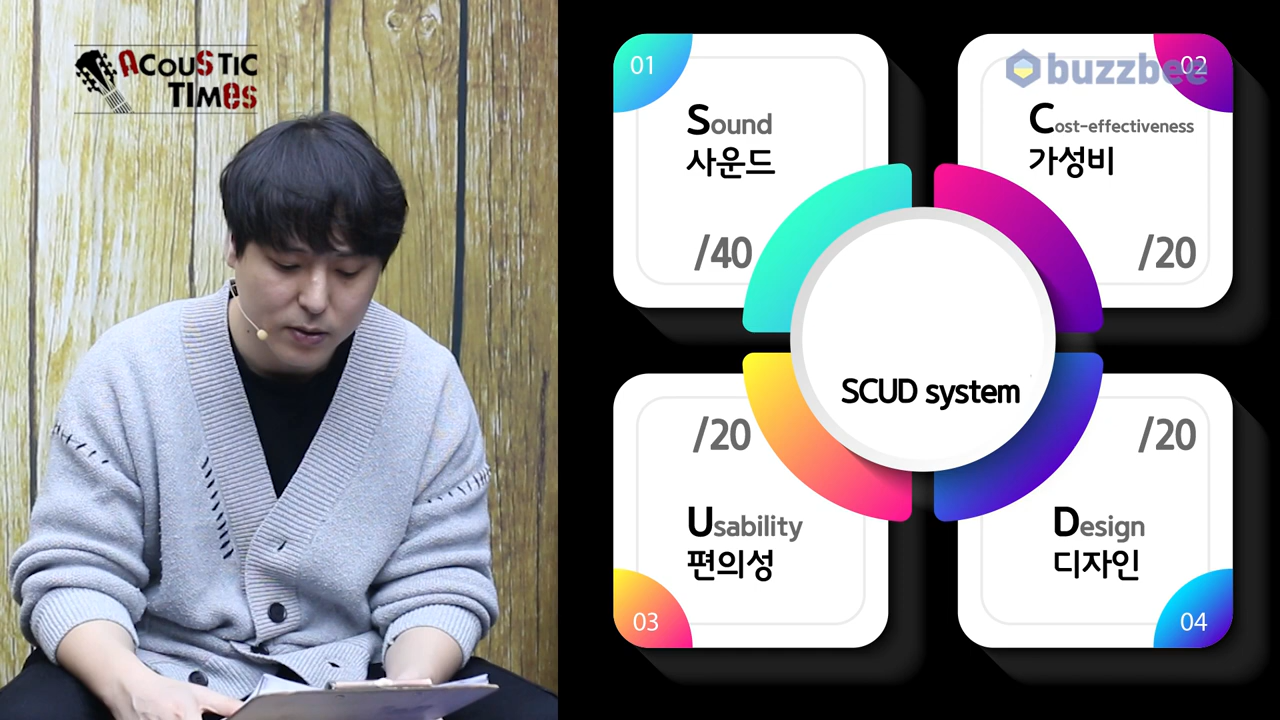 ACOUSTIC
TIMES
01
Sound
사운드
/40
buzzbee
02
Cost-effectiveness
가성비
/20
SCUD system
/20
Usability
편의성
03
/20
Design
디자인
04